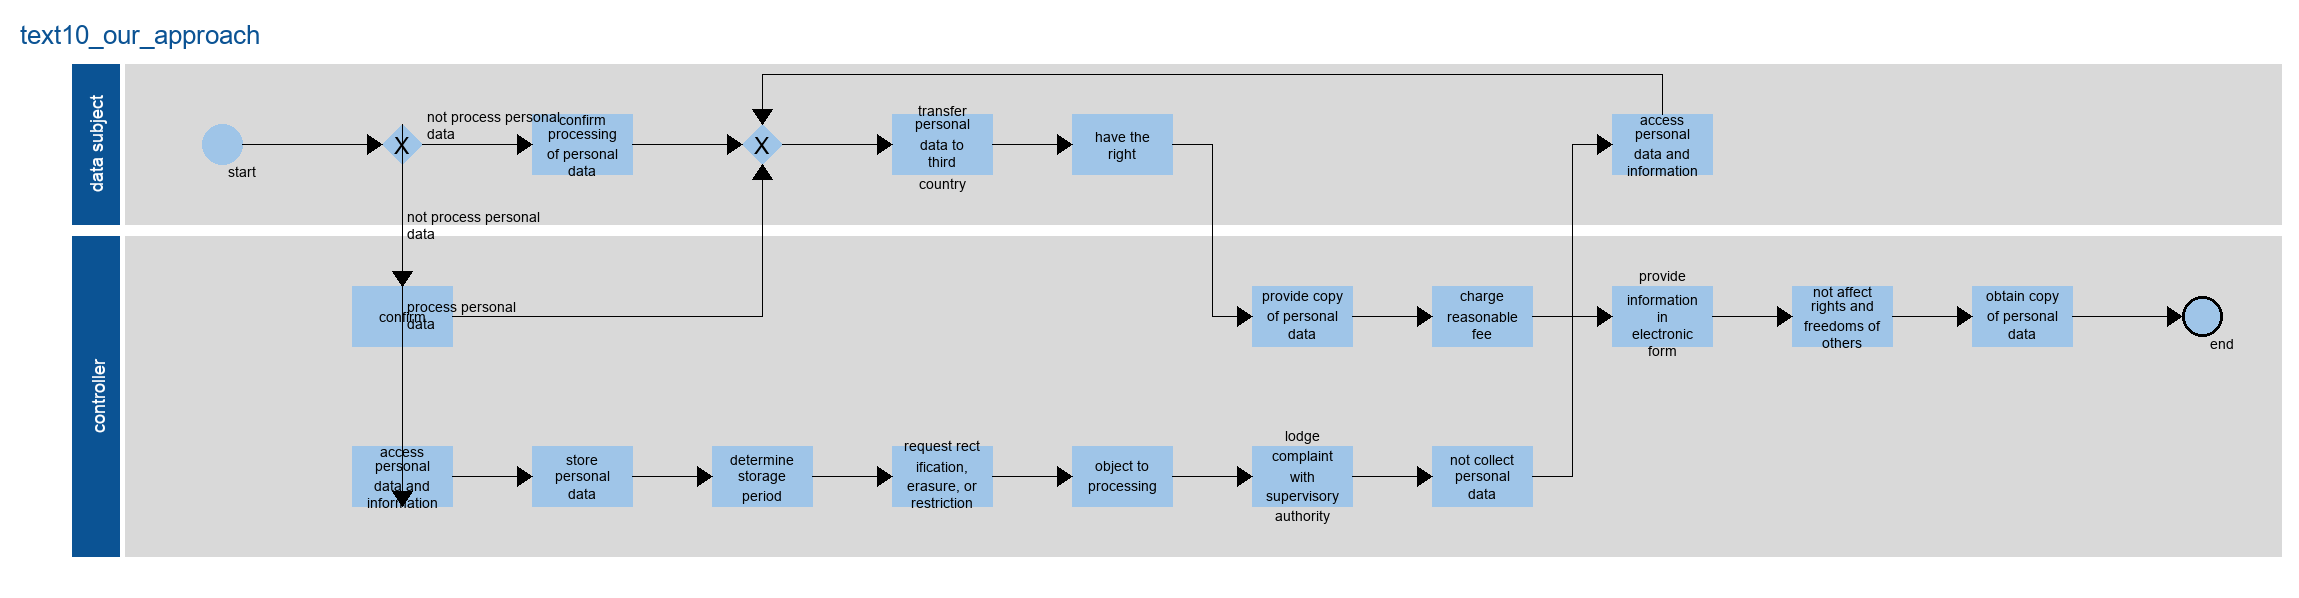 text10_our_approach
data subject
start
X
not process personal
data
confirm
processing
of personal
data
X
transfer
personal
data to
third
country
have the
right
access
personal
data and
information
not process personal
data
controller
confirm
process personal
data
provide copy
of personal
data
charge
reasonable
fee
provide
information
in
electronic
form
not affect
rights and
freedoms of
others
obtain copy
of personal
data
end
access
personal
data and
information
store
personal
data
determine
storage
period
request rect
ification,
erasure, or
restriction
object to
processing
lodge
complaint
with
supervisory
authority
not collect
personal
data